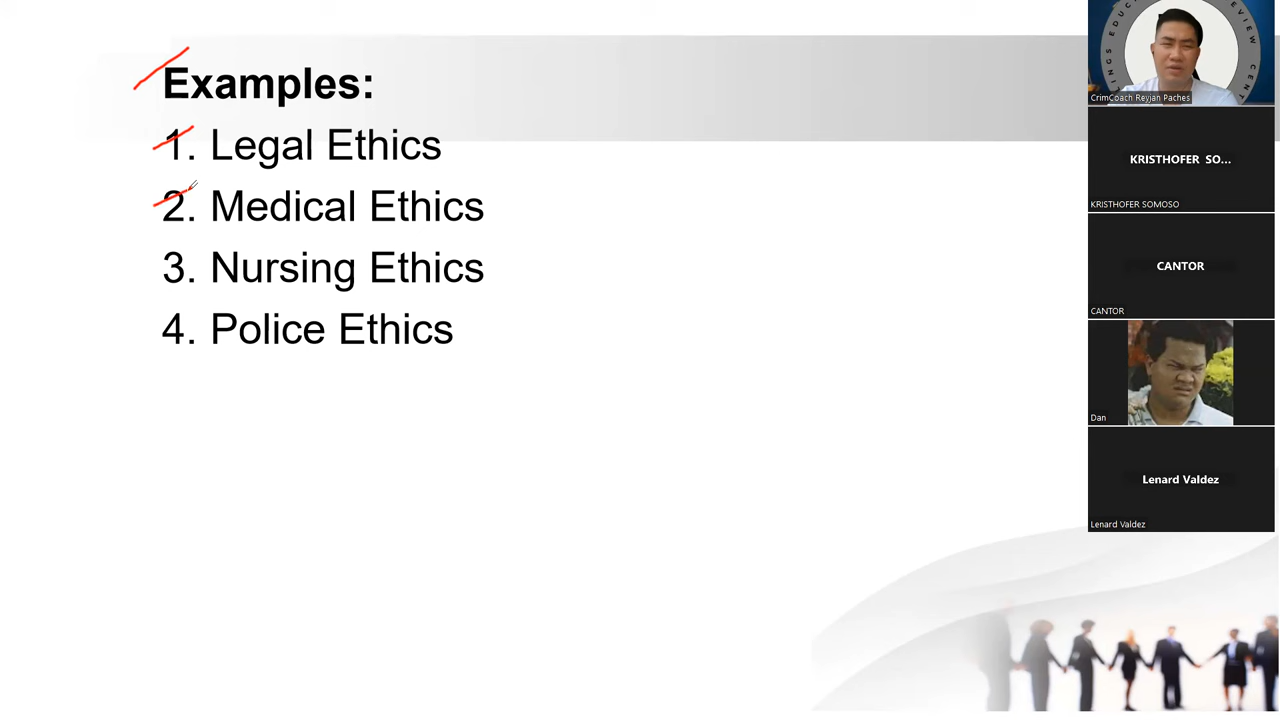 Examples:
1. Legal Ethics
2. Medical Ethics
3. Nursing Ethics
4. Police Ethics
CrimCoach Reyjan Paches
KRISTHOFER SO...
KRISTHOFER SOMOSO
CANTOR
CANTOR
Dan
Lenard Valdez
Lenard Valdez